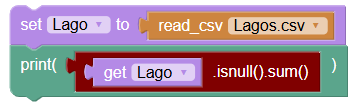 set Lago to read_csv Lagos.csv
print( get Lago .isnull().sum() )